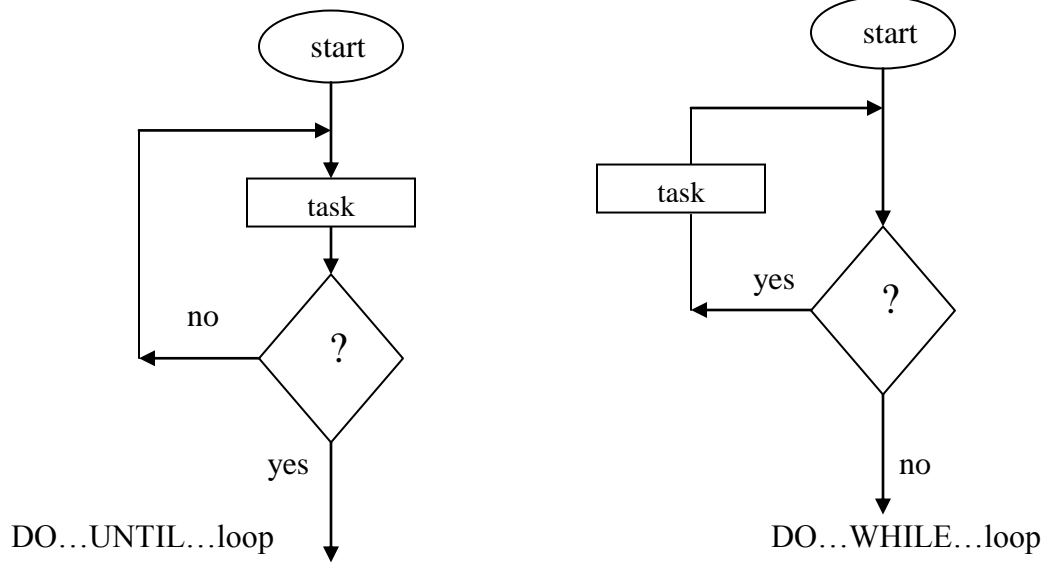 start
task
?
no
yes
DO…UNTIL…loop
start
task
yes
?
no
DO…WHILE…loop